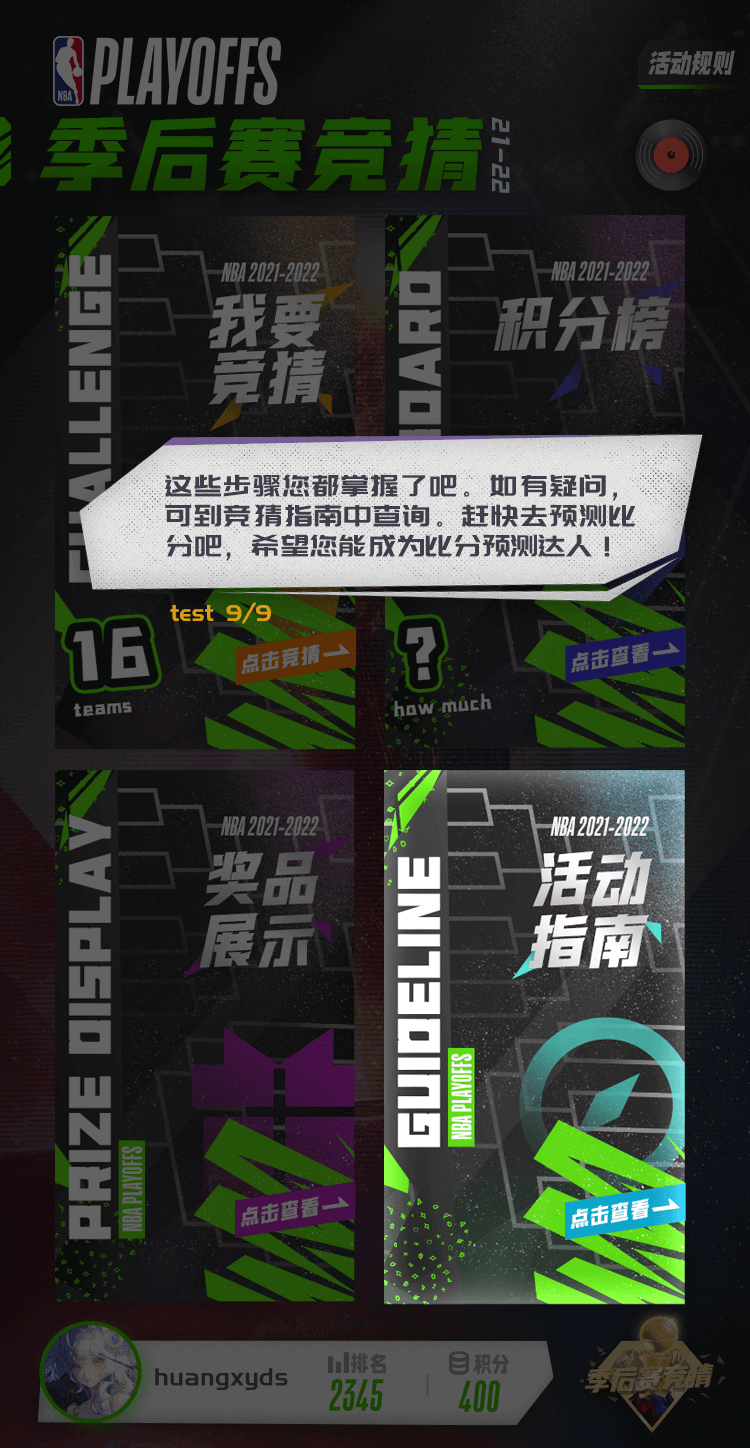 NBA
PLAYOFFS
活动规则
季后赛竞猜
21-22
CHALLENGE
NBA 2021-2022
我要
竞猜
OARD
NBA 2021-2022
积分榜
这些步骤您都掌握了吧。如有疑问，
可到竞猜指南中查询。赶快去预测比
分吧，希望您能成为比分预测达人！
test 9/9
16
teams
点击竞猜
?
how much
点击查看
PRIZE DISPLAY
NBA PLAYOFFS
NBA 2021-2022
奖品
展示
点击查看
GUIDELINE
NBA PLAYOFFS
NBA 2021-2022
活动
指南
点击查看
huangxyds
排名
2345
积分
400
季后赛竞猜